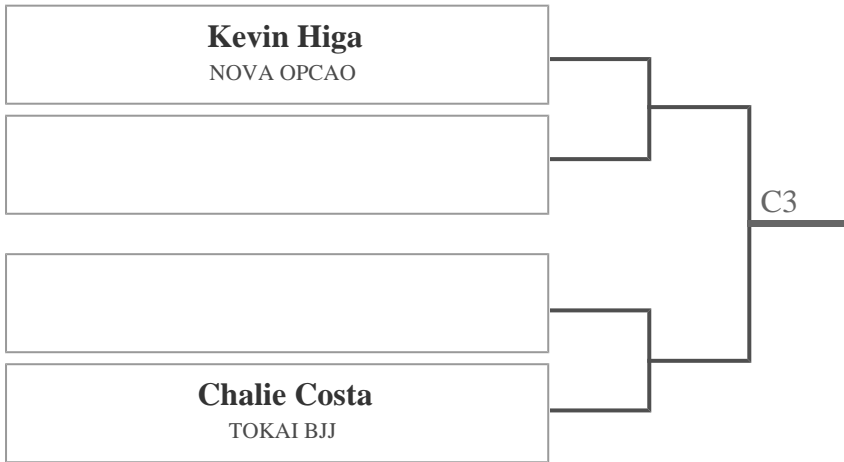 Kevin Higa
NOVA OPCAO
C3
Chalie Costa
TOKAI BJJ